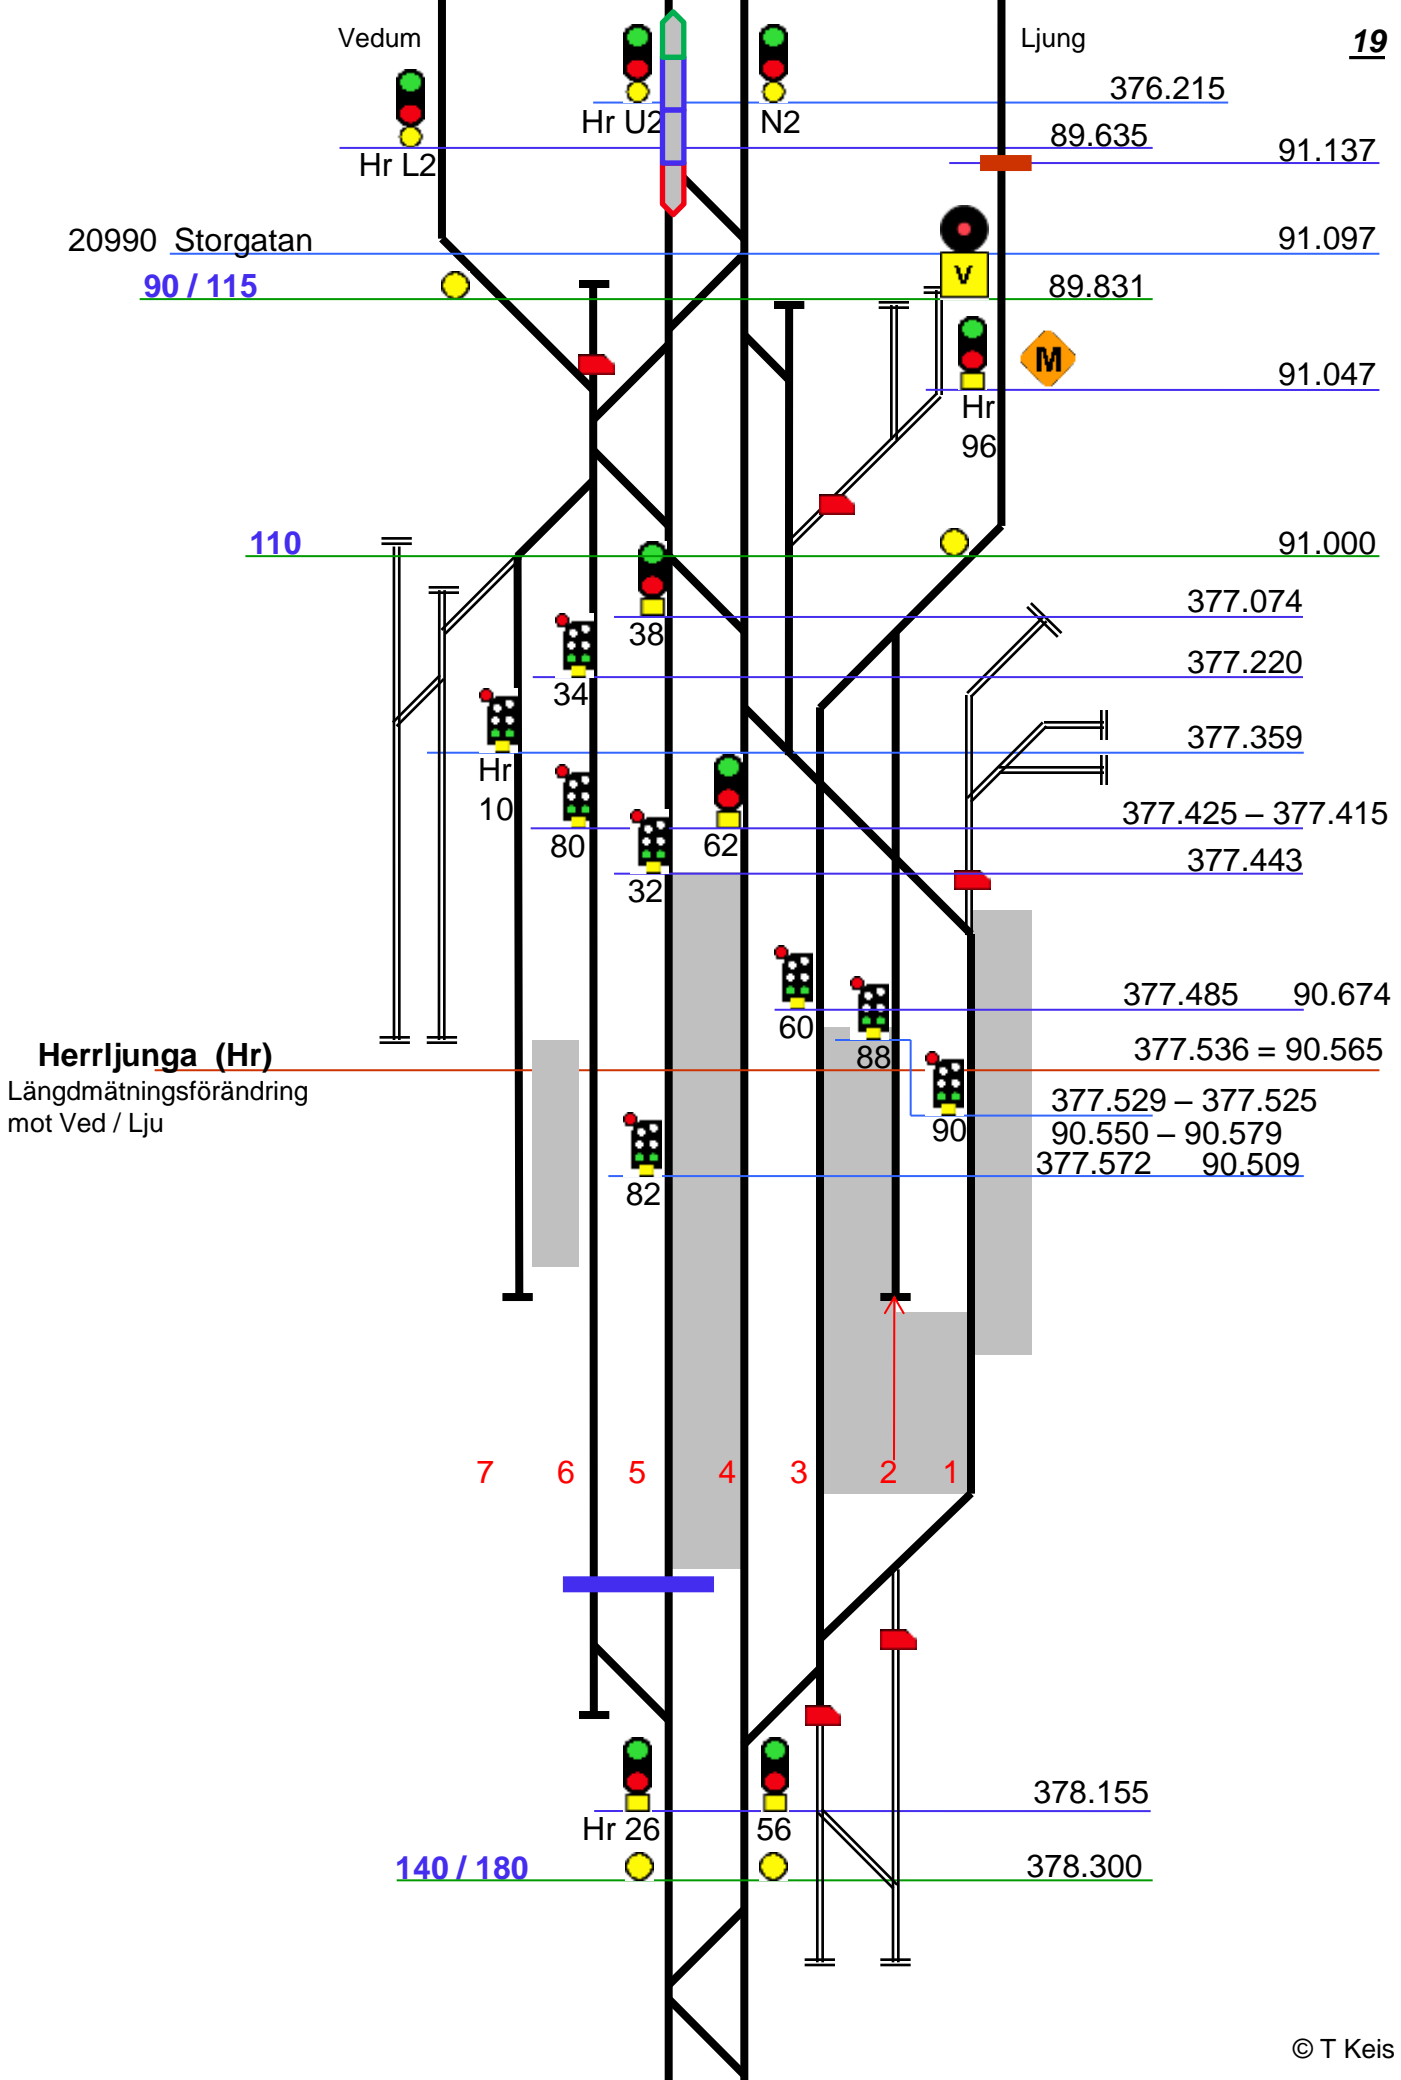 Vedum
Ljung
19
376.215
Hr U2
N2
89.635
91.137
Hr L2
20990 Storgatan
91.097
V
90 / 115
89.831
M
91.047
Hr
96
110
91.000
377.074
38
377.220
34
377.359
Hr
10
377.425 – 377.415
80
62
377.443
32
377.485
90.674
60
Herrljunga (Hr)
88
377.536 = 90.565
Längdmätningsförändring
377.529 – 377.525
mot Ved / Lju
90
90.550 – 90.579
377.572
90.509
82
7
6
5
4
3
2
1
378.155
Hr 26
56
140 / 180
378.300
© T Keis